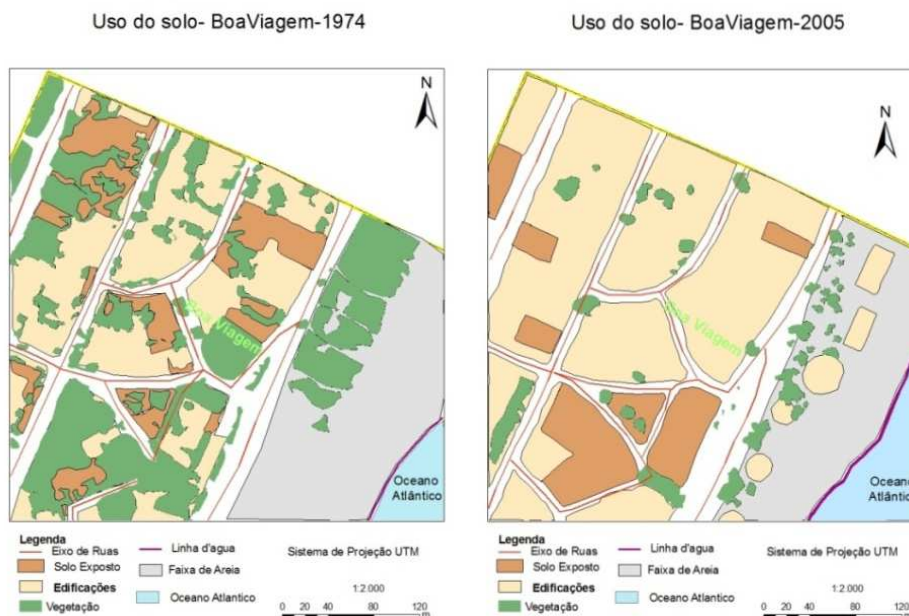 Uso do solo- BoaViagem-1974
N
Boa Viagem
Oceano
Atlântico
Legenda
Eixo de Ruas
Solo Exposto
Edificações
Vegetação
Linha d'agua
Faixa de Areia
Oceano Atlantico
Sistema de Projeção UTM
1:2 000
0 20 40 80 120
m
Uso do solo- BoaViagem-2005
N
Boa Viagem
Oceano
Atlântico
Legenda
Eixo de Ruas
Solo Exposto
Edificações
Vegetação
Linha d'agua
Faixa de Areia
Oceano Atlantico
Sistema de Projeção UTM
1:2 000
0 20 40 80 120
m